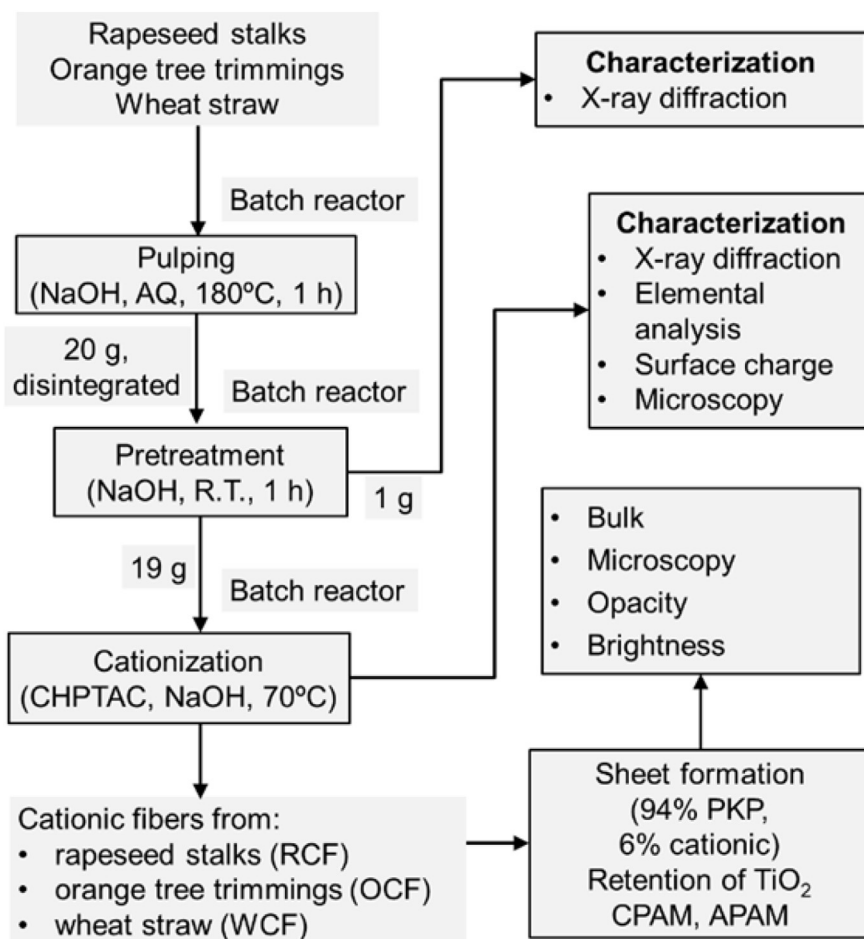 Rapeseed stalks
Orange tree trimmings
Wheat straw
Batch reactor
Pulping
(NaOH, AQ, 180ºC, 1 h)
20 g,
disintegrated
Batch reactor
Pretreatment
(NaOH, R.T., 1 h)
1 g
19 g
Batch reactor
Cationization
(CHPTAC, NaOH, 70ºC)
Cationic fibers from:
• rapeseed stalks (RCF)
• orange tree trimmings (OCF)
• wheat straw (WCF)
Characterization
• X-ray diffraction
Characterization
• X-ray diffraction
• Elemental
analysis
• Surface charge
• Microscopy
• Bulk
• Microscopy
• Opacity
• Brightness
Sheet formation
(94% PKP,
6% cationic)
Retention of TiO₂
CPAM, APAM